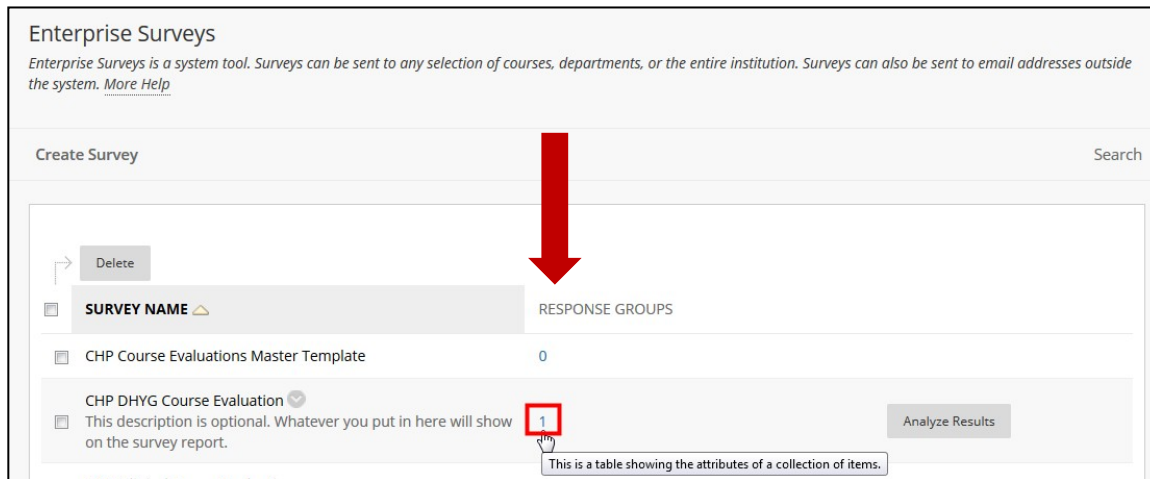 Enterprise Surveys
Enterprise Surveys is a system tool. Surveys can be sent to any selection of courses, departments, or the entire institution. Surveys can also be sent to email addresses outside
the system. More Help
Create Survey
Search
Delete
SURVEY NAME
RESPONSE GROUPS
CHP Course Evaluations Master Template
0
CHP DHYG Course Evaluation
This description is optional. Whatever you put in here will show
on the survey report.
1
Analyze Results
This is a table showing the attributes of a collection of items.